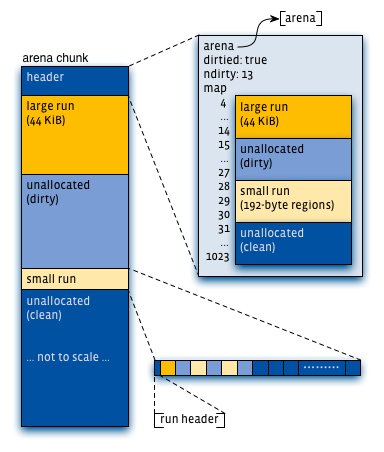 arena chunk
header
large run
(44 KiB)
unallocated
(dirty)
small run
unallocated
(clean)
... not to scale ...
[arena]
arena
dirtied: true
ndirty: 13
map
4
...
14
15
...
27
28
29
30
31
...
1023
large run
(44 KiB)
unallocated
(dirty)
small run
(192-byte regions)
unallocated
(clean)
.........
run header